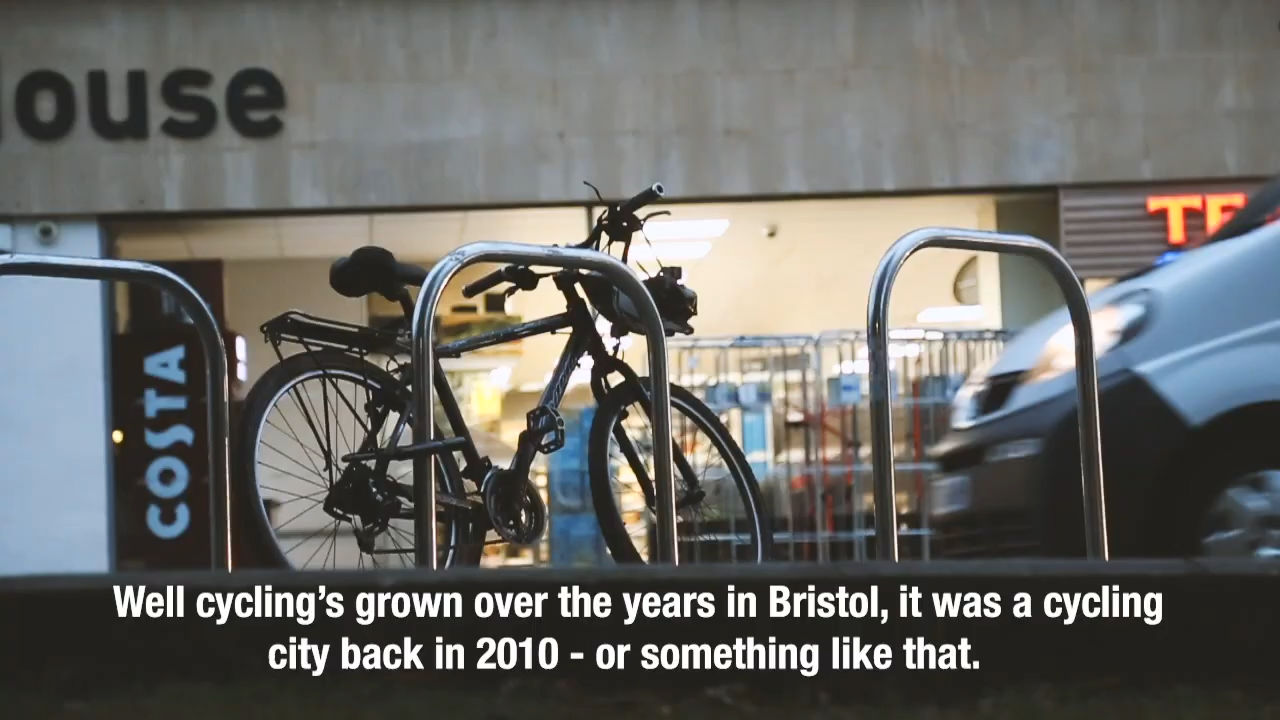 ouse
TE
COSTA
Well cycling’s grown over the years in Bristol, it was a cycling
city back in 2010 - or something like that.